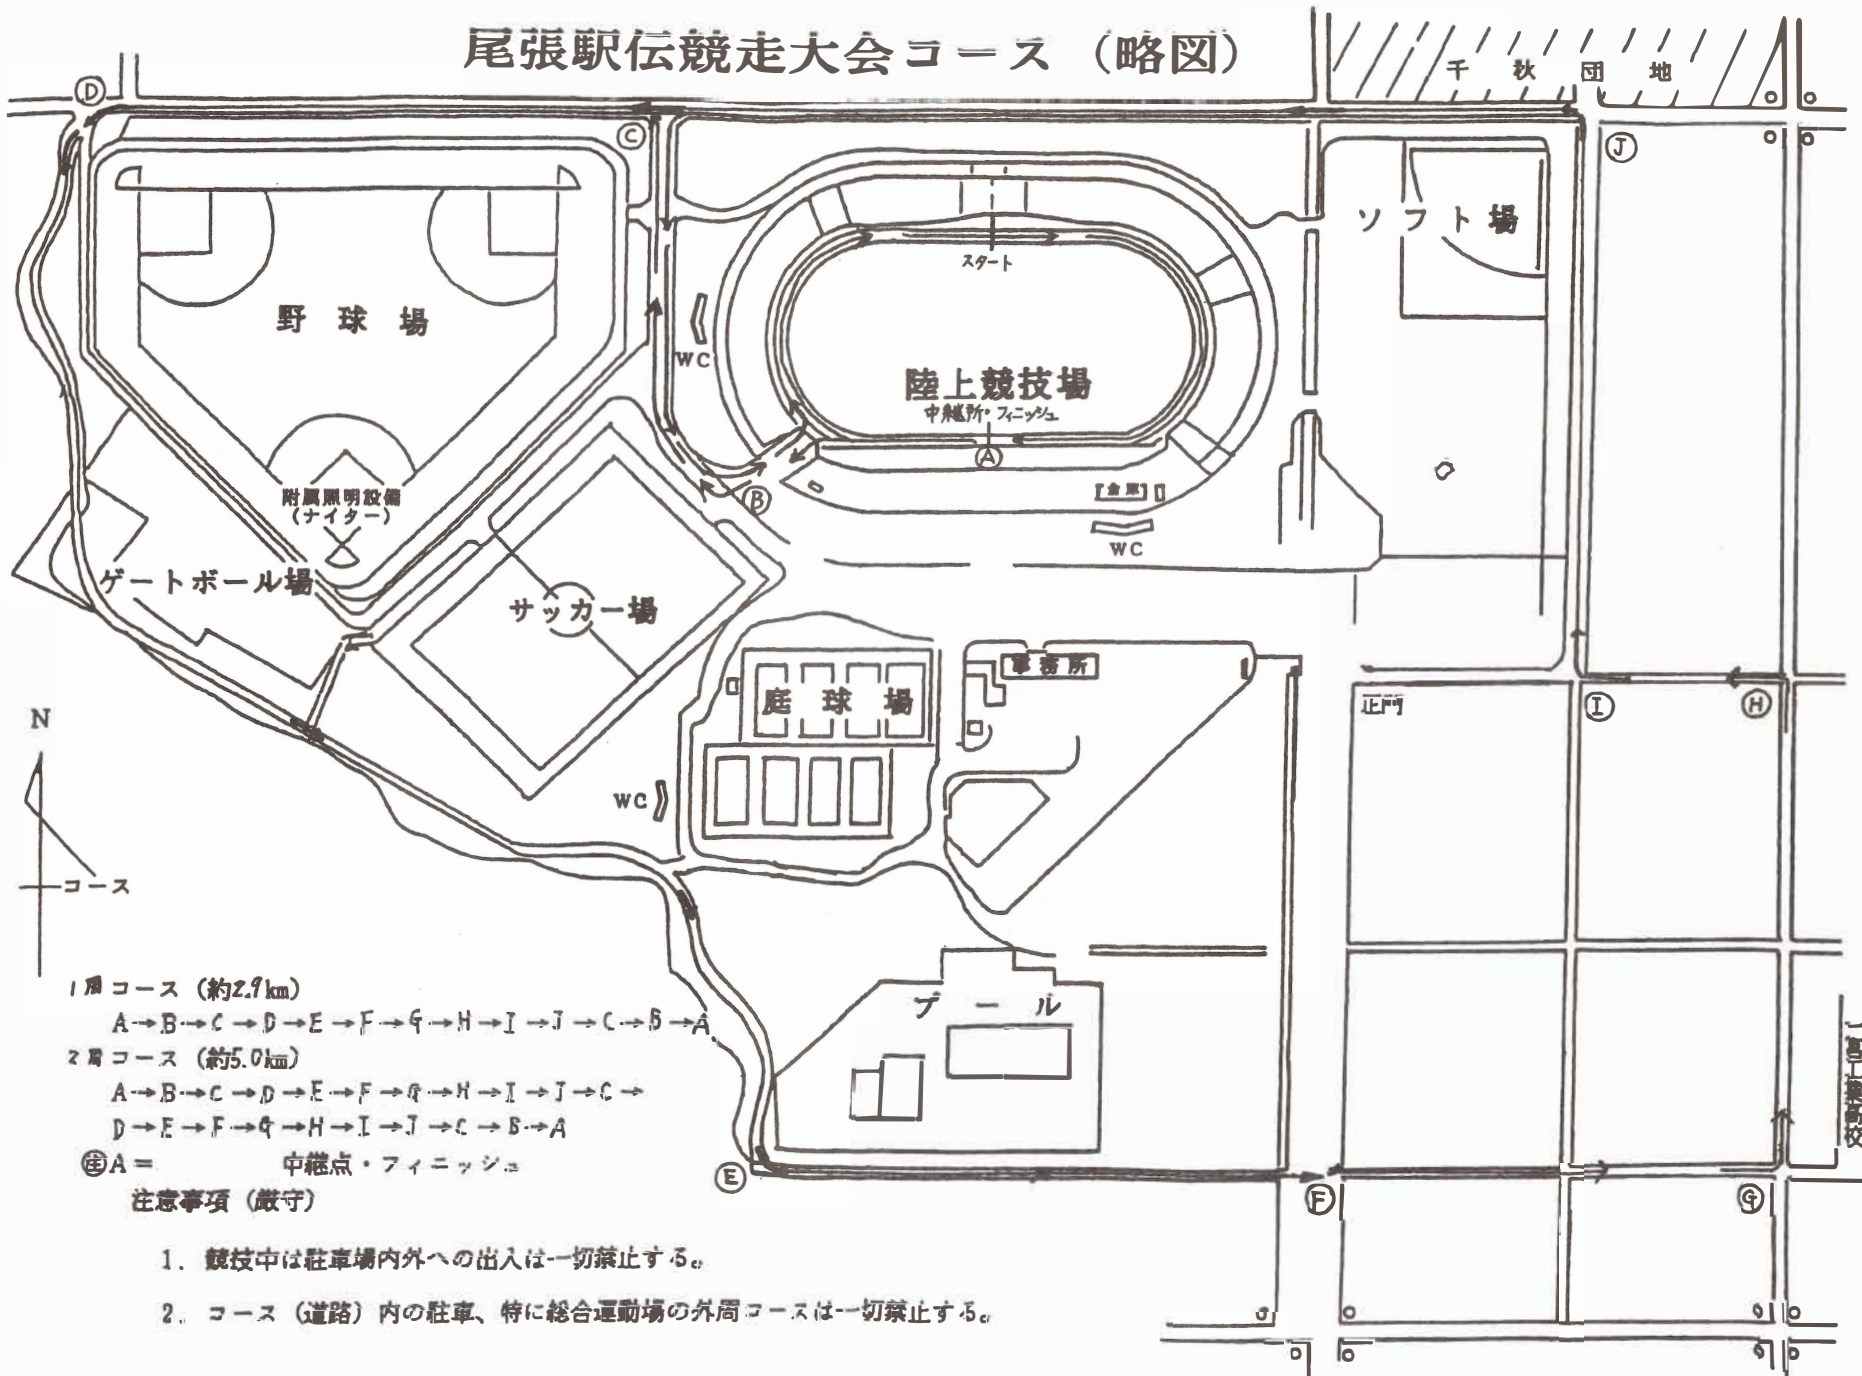 尾張駅伝競走大会コース (略図)
千秋団地
D
C
J
ソフト場
スタート
野球場
WC
陸上競技場
中継所・フィニッシュ
A
附属照明設備
(ナイター)
B
倉庫
WC
ゲートボール場
サッカー場
事務所
庭球場
正門
I
H
N
WC
コース
1周コース (約2.9km)
A→B→C→D→E→F→G→H→I→J→C→B→A
プール
2周コース (約5.0km)
A→B→C→D→E→F→G→H→I→J→C→
D→E→F→G→H→I→J→C→B→A
注A= 中継点・フィニッシュ
E
F
G
注意事項 (厳守)
1. 競技中は駐車場内外への出入は一切禁止する。
2. コース (道路) 内の駐車、特に総合運動場の外周コースは一切禁止する。